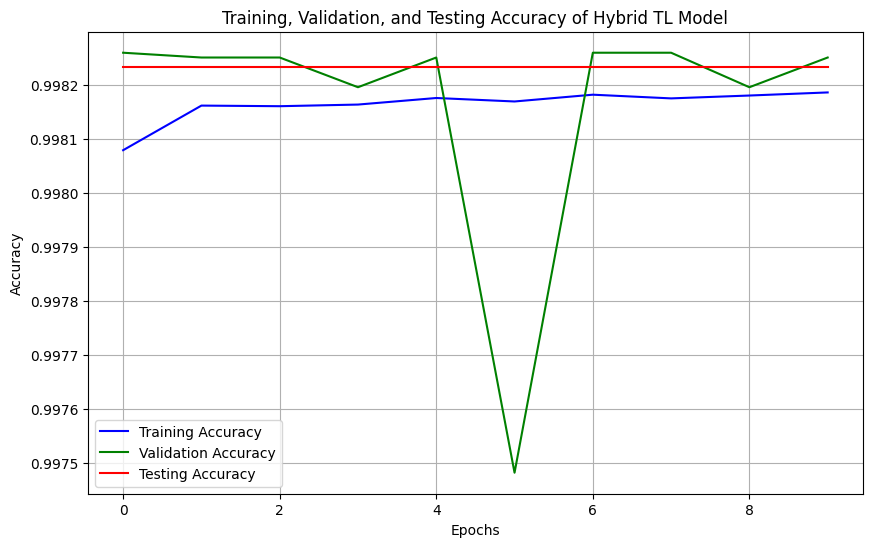 Training, Validation, and Testing Accuracy of Hybrid TL Model
Accuracy
0.9982
0.9981
0.9980
0.9979
0.9978
0.9977
0.9976
0.9975
Training Accuracy
Validation Accuracy
Testing Accuracy
0 2 4 6 8
Epochs